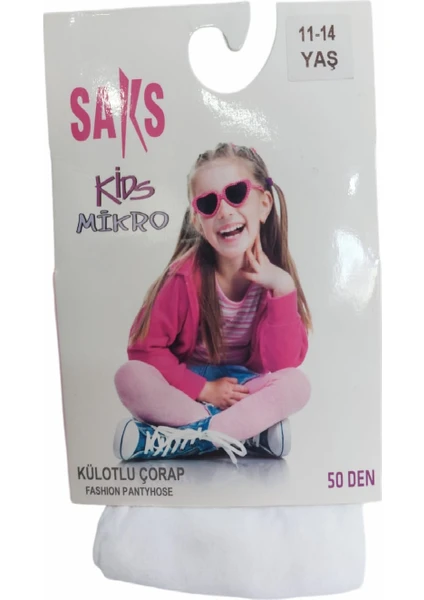 11-14
YAŞ
SAKS
KiDS
MİKRO
KÜLOTLU ÇORAP
FASHION PANTYHOSE
50 DEN